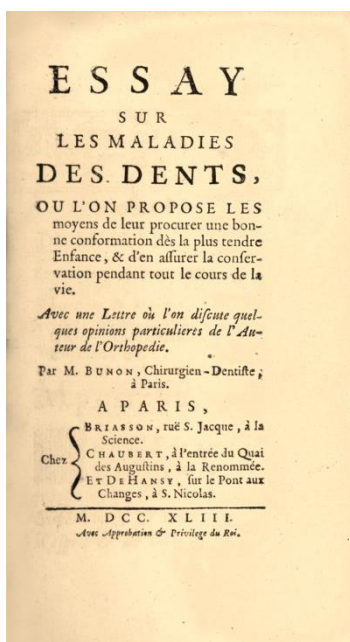 ESSAY
SUR
LES MALADIES
DES DENTS,
OU L'ON PROPOSE LES
moyens de leur procurer une bon-
ne conformation dès la plus tendre
Enfance, & d'en aſſurer la conſer-
vation pendant tout le cours de la
vie.
Avec une Lettre où l'on diſcute quel-
ques opinions particulieres de l'Au-
teur de l'Orthopedie.
Par M. BUNON, Chirurgien-Dentiſte,
à Paris.
A PARIS,
BRIASSON, ruë S. Jacque, à la
Science.
Chez CHAUBERT, à l'entrée du Quai
des Auguſtins, à la Renommée.
ET DE HANSY, ſur le Pont aux
Changes, à S. Nicolas.
M. DCC. XLIII.
Avec Approbation & Privilege du Roi.